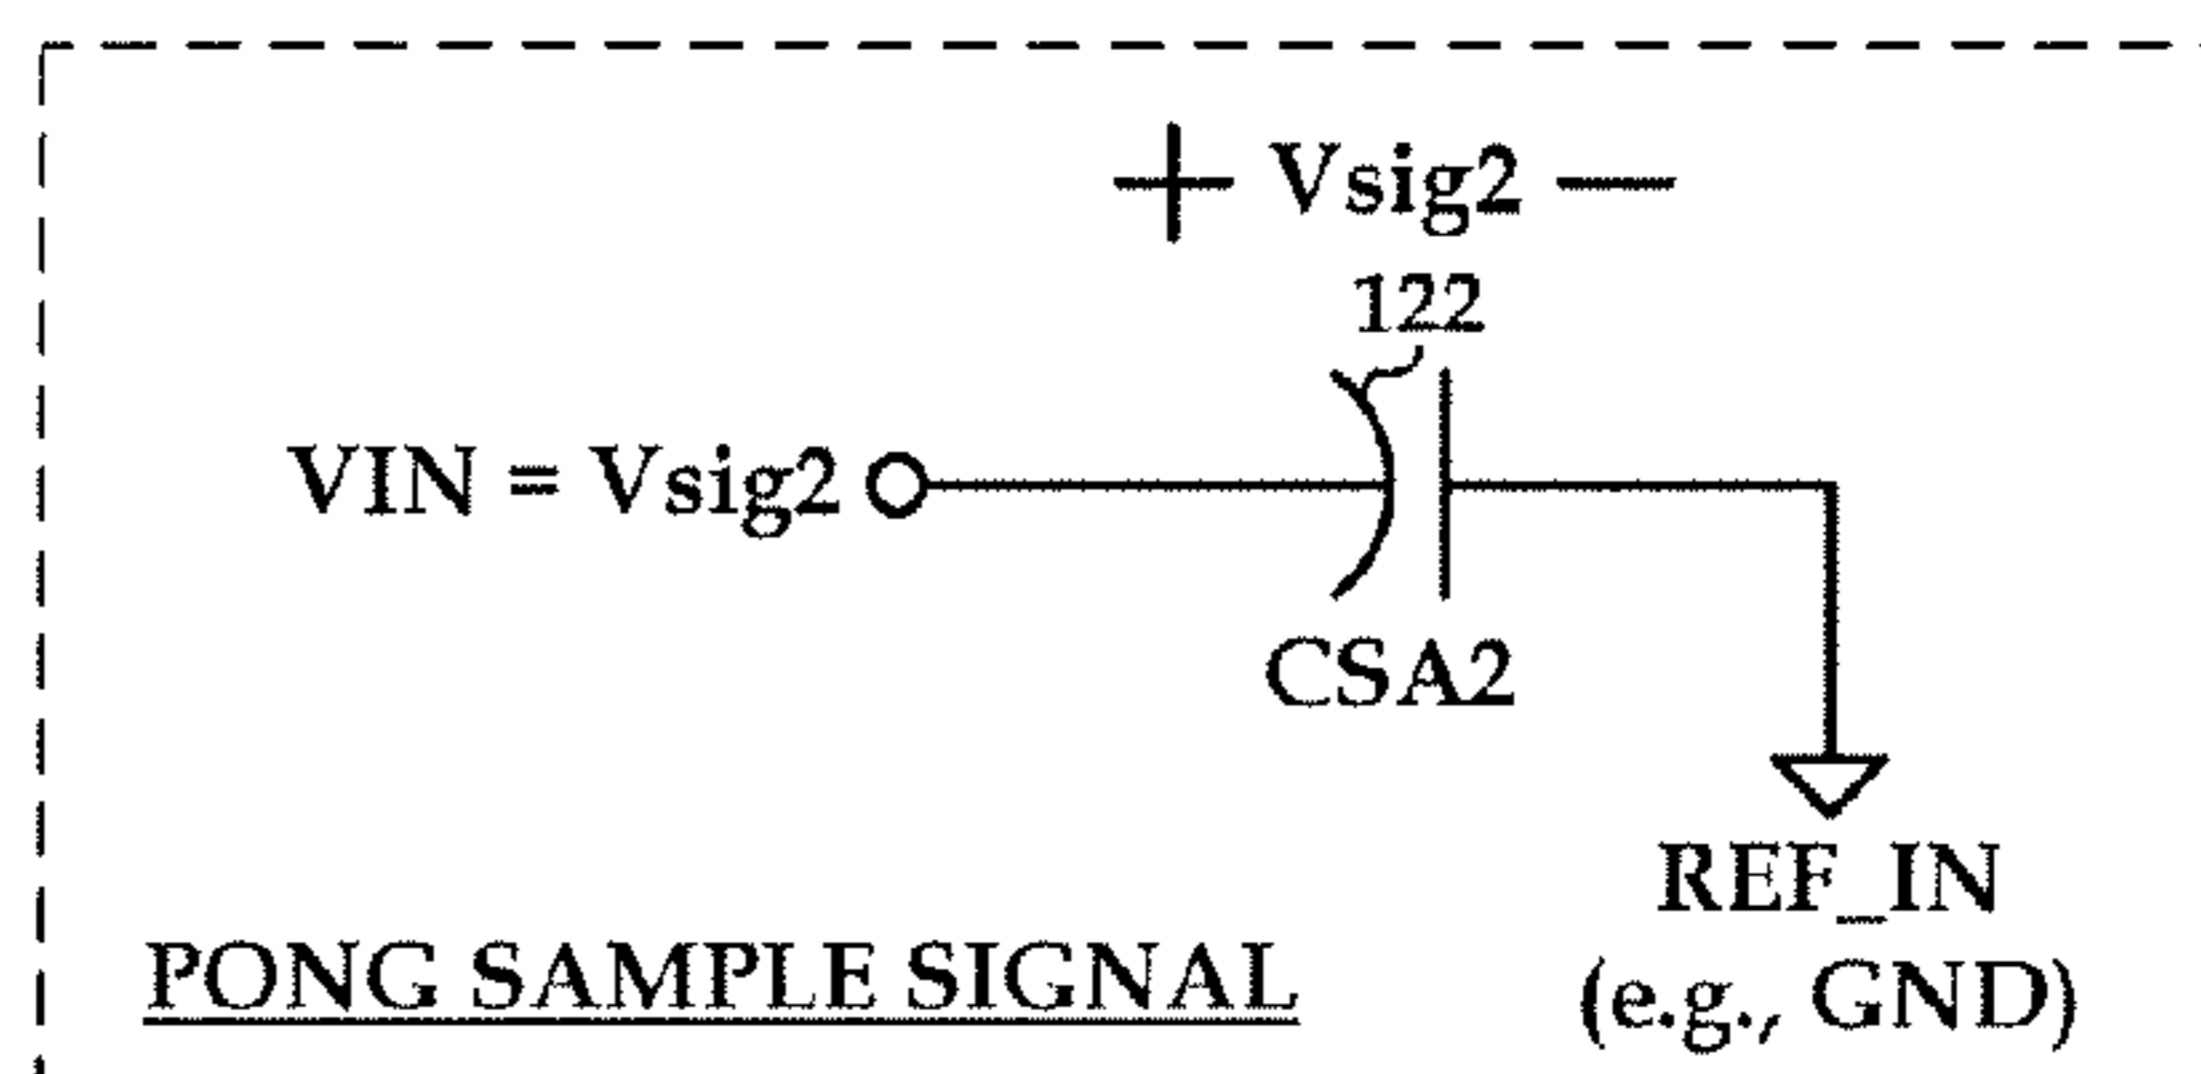 + Vsig2 −
122
VIN = Vsig2
CSA2
REF_IN
(e.g., GND)
PONG SAMPLE SIGNAL